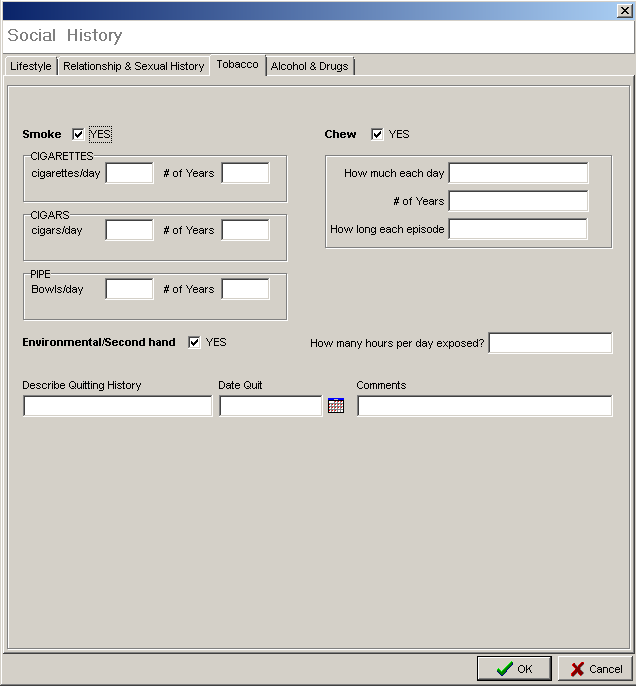 Social History
Lifestyle Relationship & Sexual History Tobacco Alcohol & Drugs
Smoke YES Chew YES
CIGARETTES
cigarettes/day # of Years How much each day
# of Years
CIGARS
cigars/day # of Years How long each episode
PIPE
Bowls/day # of Years
Environmental/Second hand YES How many hours per day exposed?
Describe Quitting History Date Quit Comments
OK Cancel